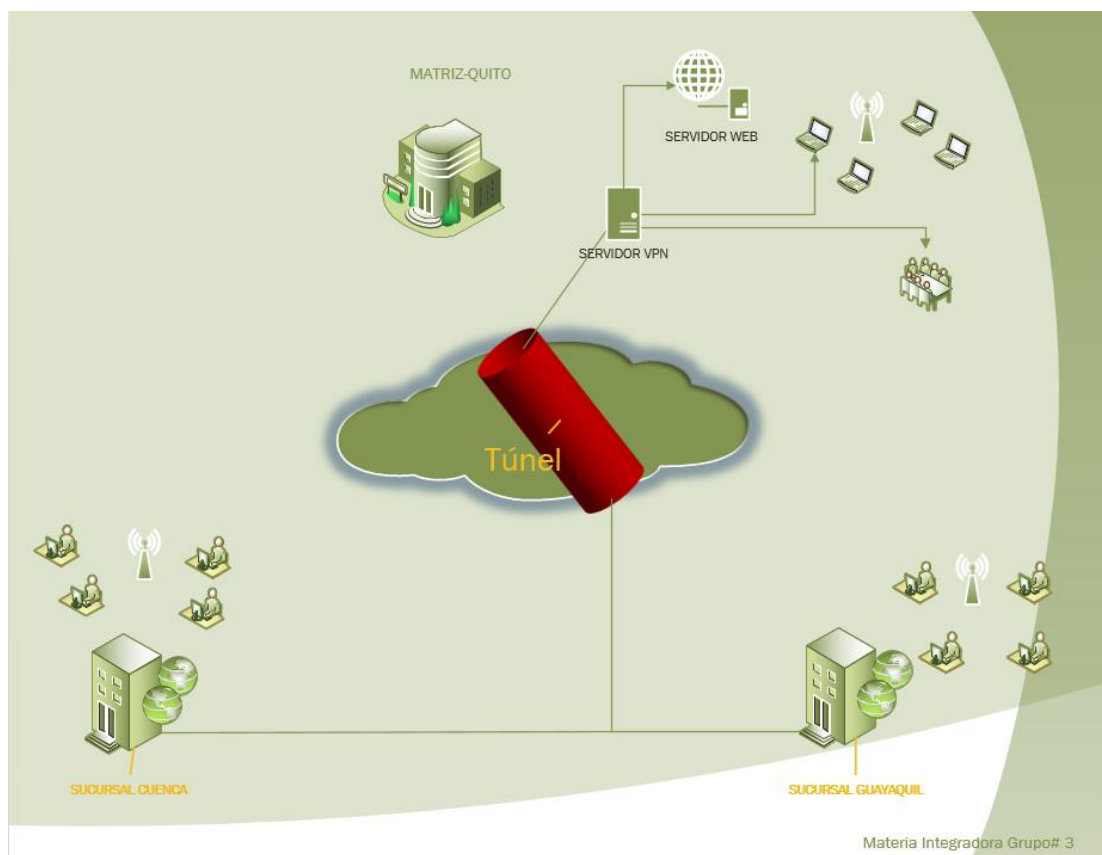 MATRIZ-QUITO
SERVIDOR WEB
SERVIDOR VPN
Túnel
SUCURSAL CUENCA
SUCURSAL GUAYAQUIL
Materia Integradora Grupo# 3